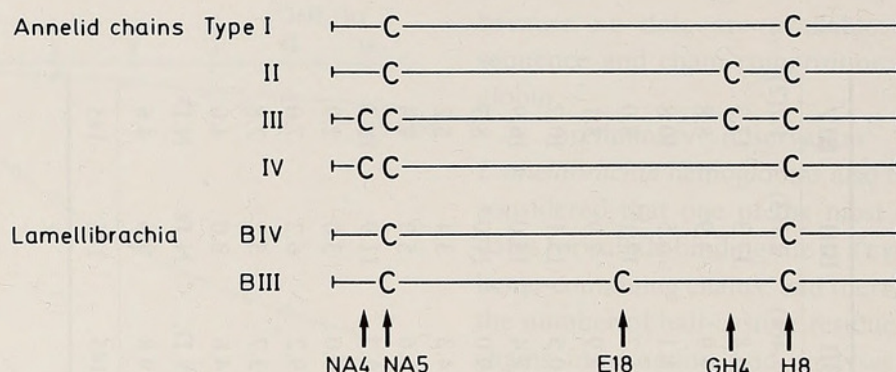 Annelid chains Type I C C
II C C C
III C C C C
IV C C C
Lamellibrachia BIV C C
BIII C C C
NA4 NA5 E18 GH4 H8